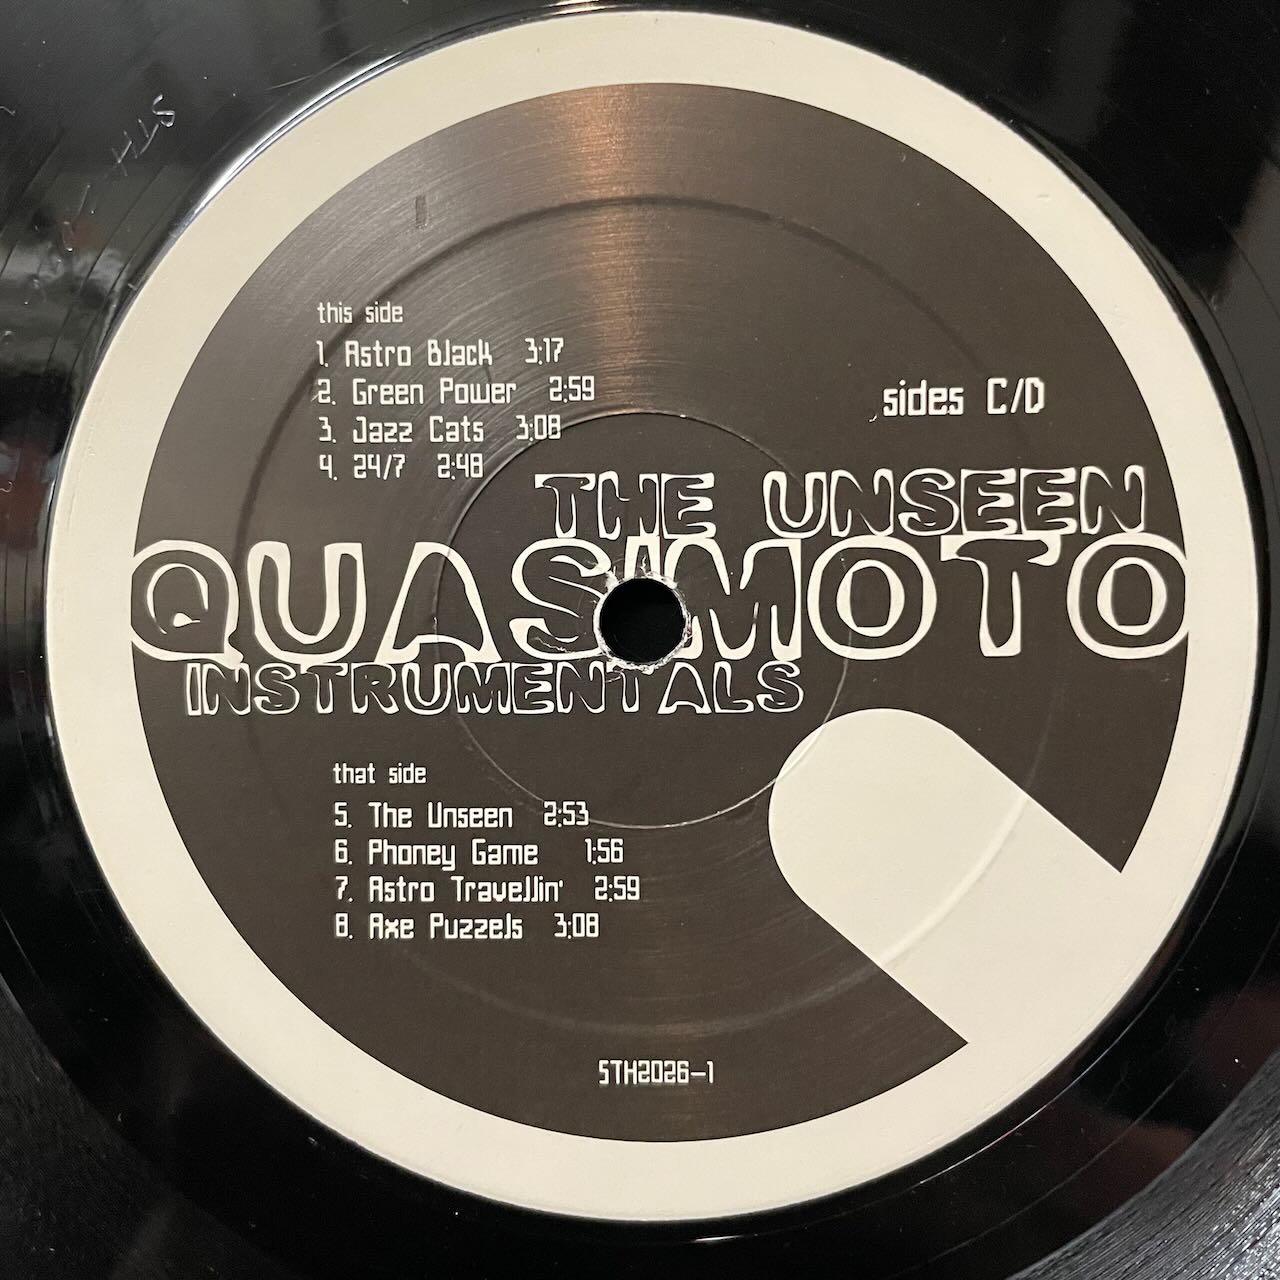 this side
1. Astro Black 3:17
2. Green Power 2:59
3. Jazz Cats 3:08
4. 24/7 2:48
sides C/D
THE UNSEEN
QUASIMOTO
INSTRUMENTALS
that side
5. The Unseen 2:53
6. Phoney Game 1:56
7. Astro Travellin' 2:59
8. Axe Puzzels 3:08
STH2026-1